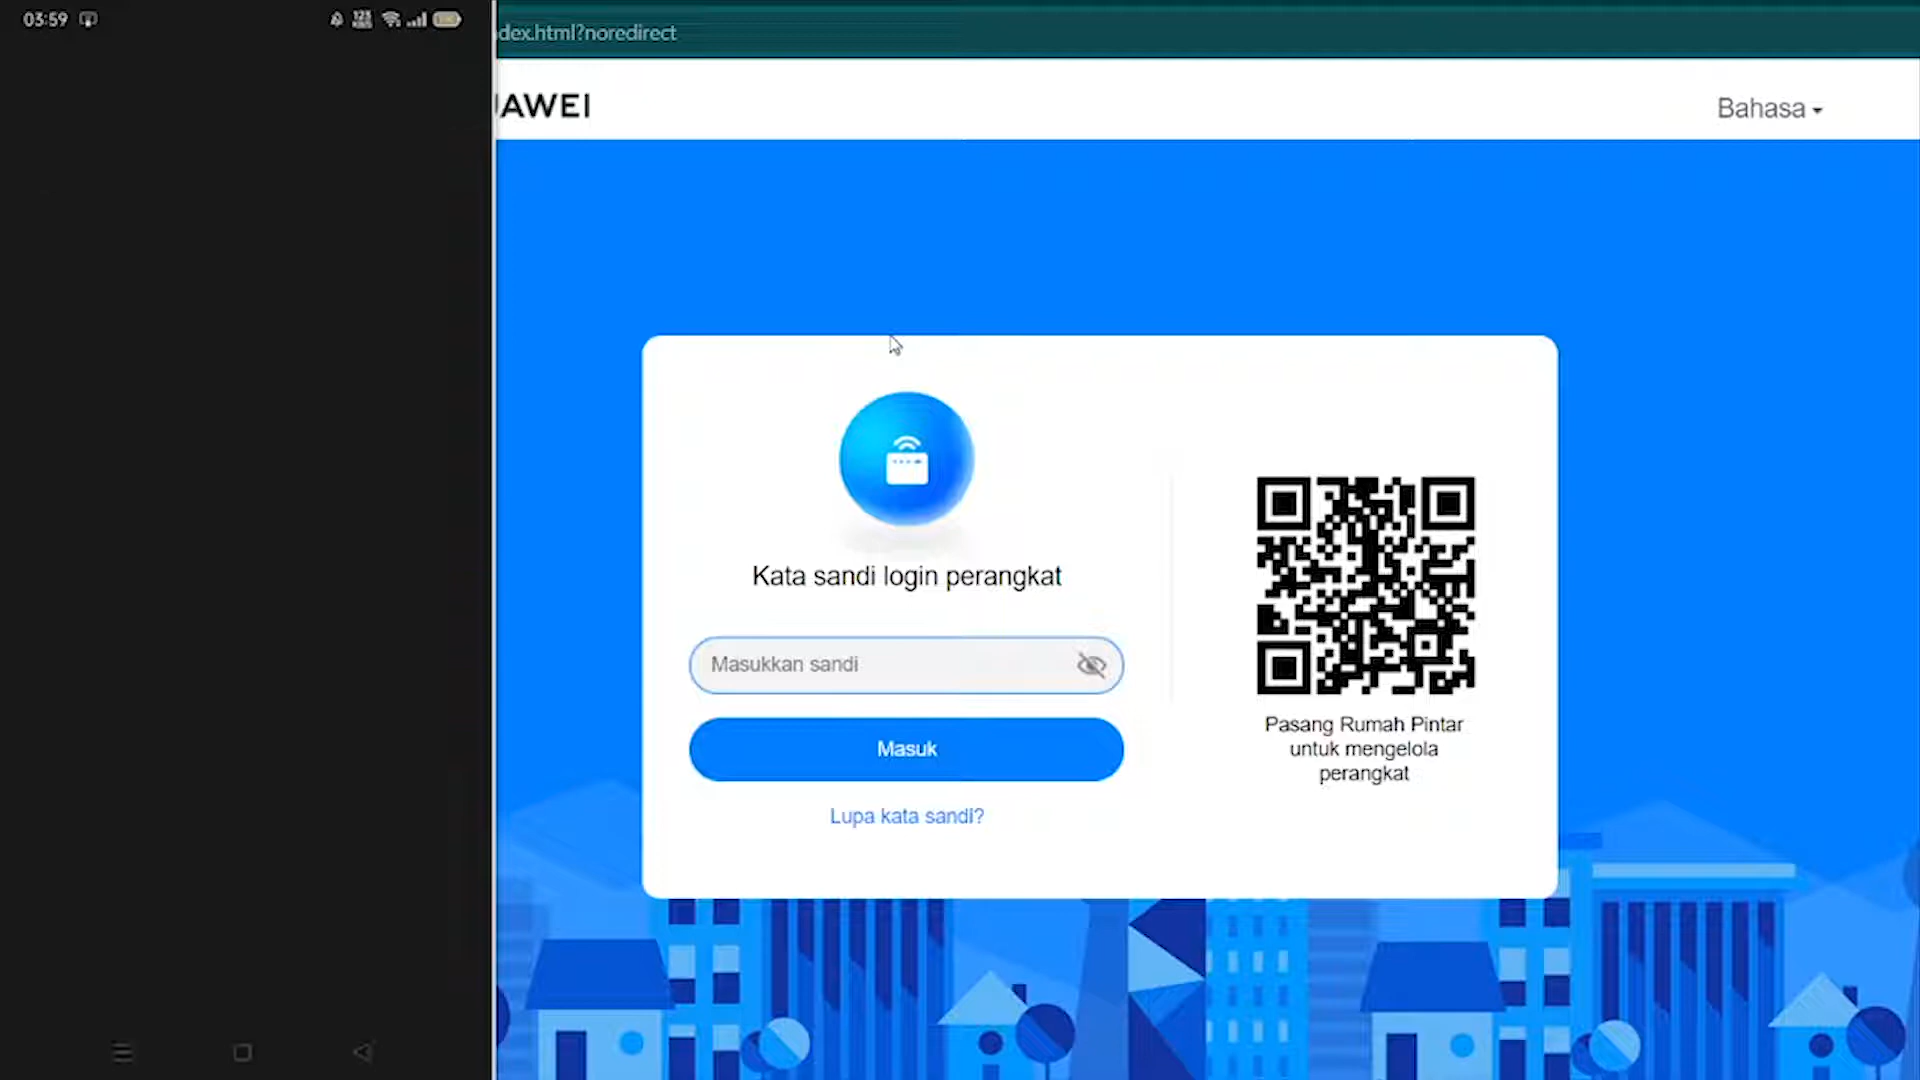 03:59
dex.html?noredirect
AWEI
Bahasa
Kata sandi login perangkat
Masukkan sandi
Masuk
Lupa kata sandi?
Pasang Rumah Pintar
untuk mengelola
perangkat